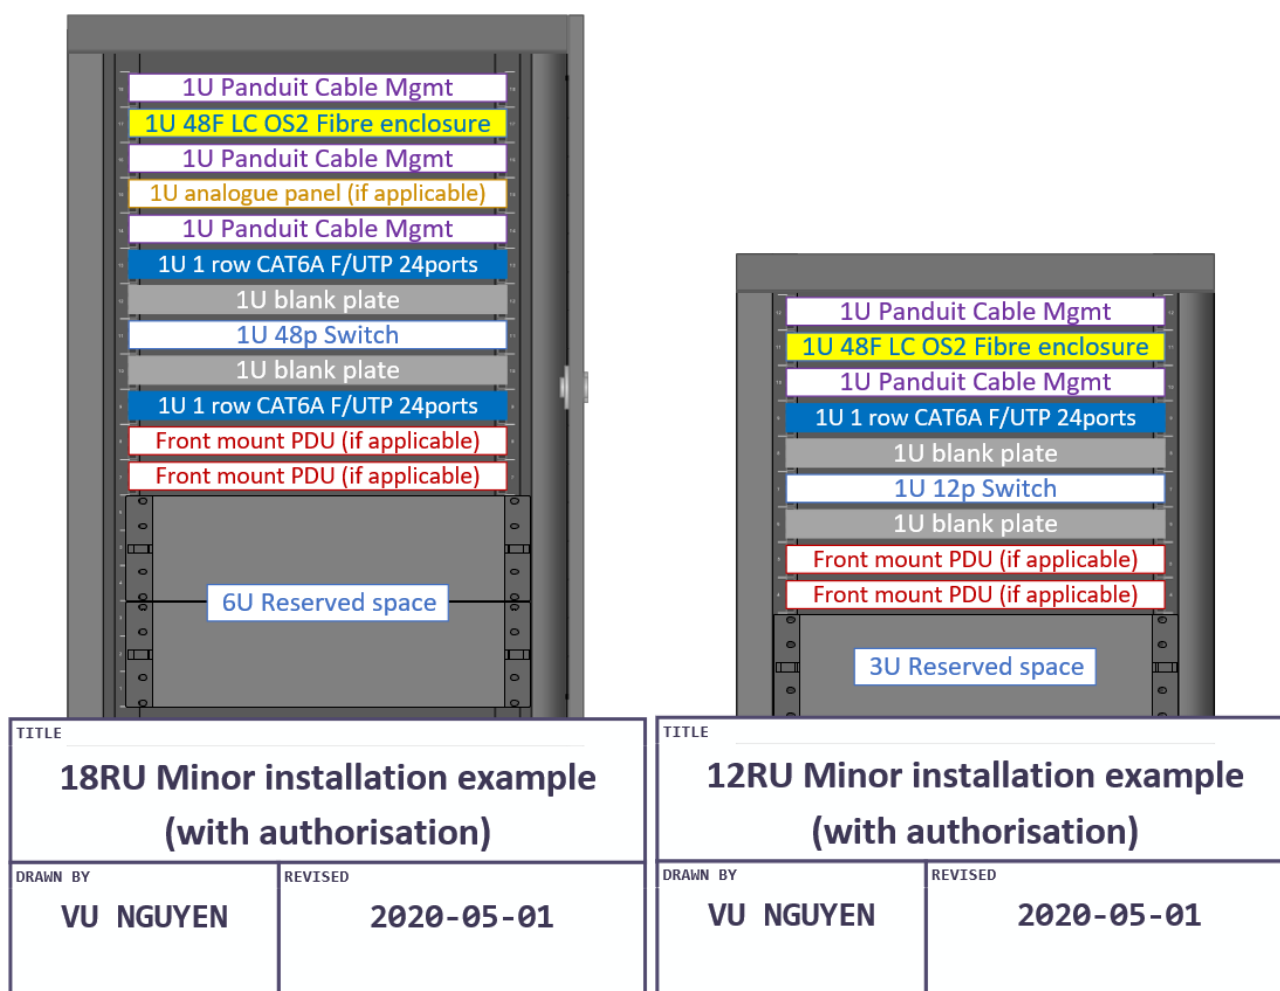 1U Panduit Cable Mgmt
1U 48F LC OS2 Fibre enclosure
1U Panduit Cable Mgmt
1U analogue panel (if applicable)
1U Panduit Cable Mgmt
1U 1 row CAT6A F/UTP 24ports
1U blank plate
1U 48p Switch
1U blank plate
1U 1 row CAT6A F/UTP 24ports
Front mount PDU (if applicable)
Front mount PDU (if applicable)
6U Reserved space
TITLE
18RU Minor installation example
(with authorisation)
DRAWN BY
VU NGUYEN
REVISED
2020-05-01
1U Panduit Cable Mgmt
1U 48F LC OS2 Fibre enclosure
1U Panduit Cable Mgmt
1U 1 row CAT6A F/UTP 24ports
1U blank plate
1U 12p Switch
1U blank plate
Front mount PDU (if applicable)
Front mount PDU (if applicable)
3U Reserved space
TITLE
12RU Minor installation example
(with authorisation)
DRAWN BY
VU NGUYEN
REVISED
2020-05-01